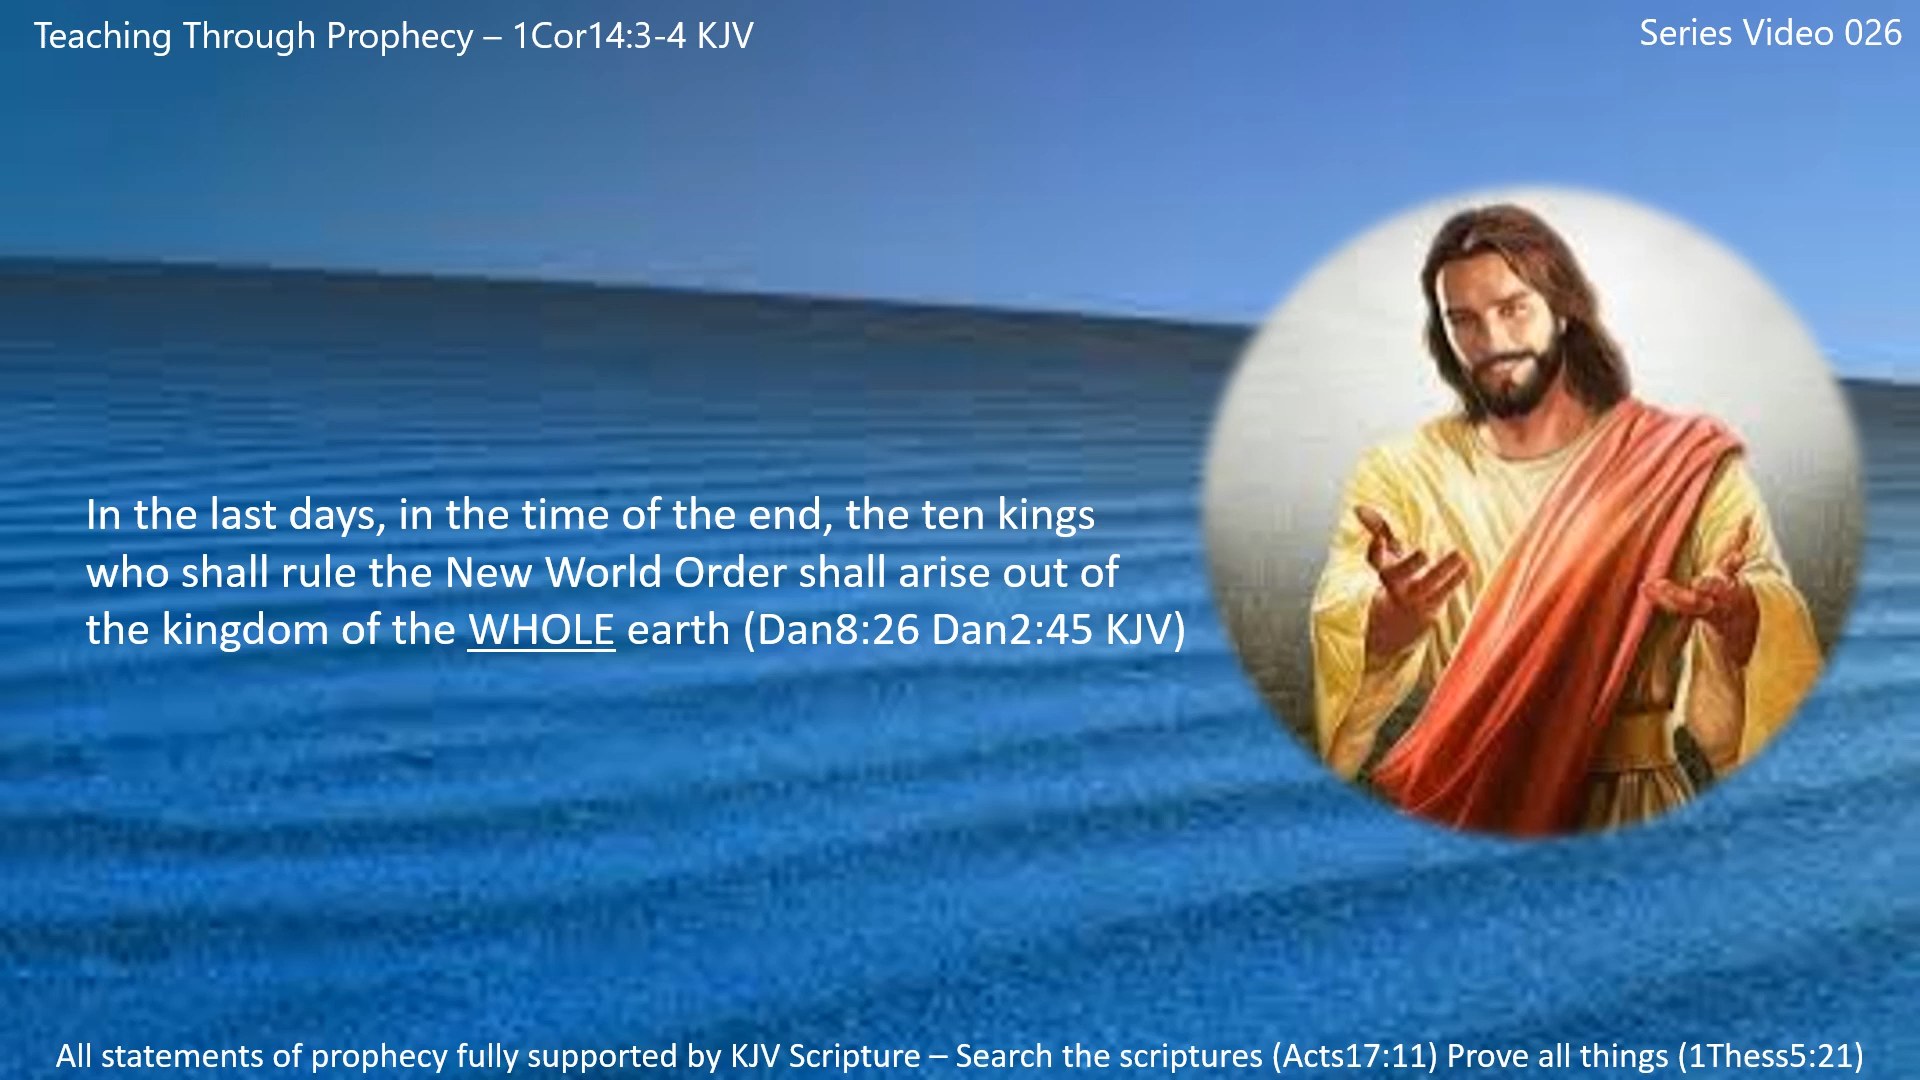 Teaching Through Prophecy – 1Cor14:3-4 KJV
Series Video 026
In the last days, in the time of the end, the ten kings
who shall rule the New World Order shall arise out of
the kingdom of the WHOLE earth (Dan8:26 Dan2:45 KJV)
All statements of prophecy fully supported by KJV Scripture – Search the scriptures (Acts17:11) Prove all things (1Thess5:21)